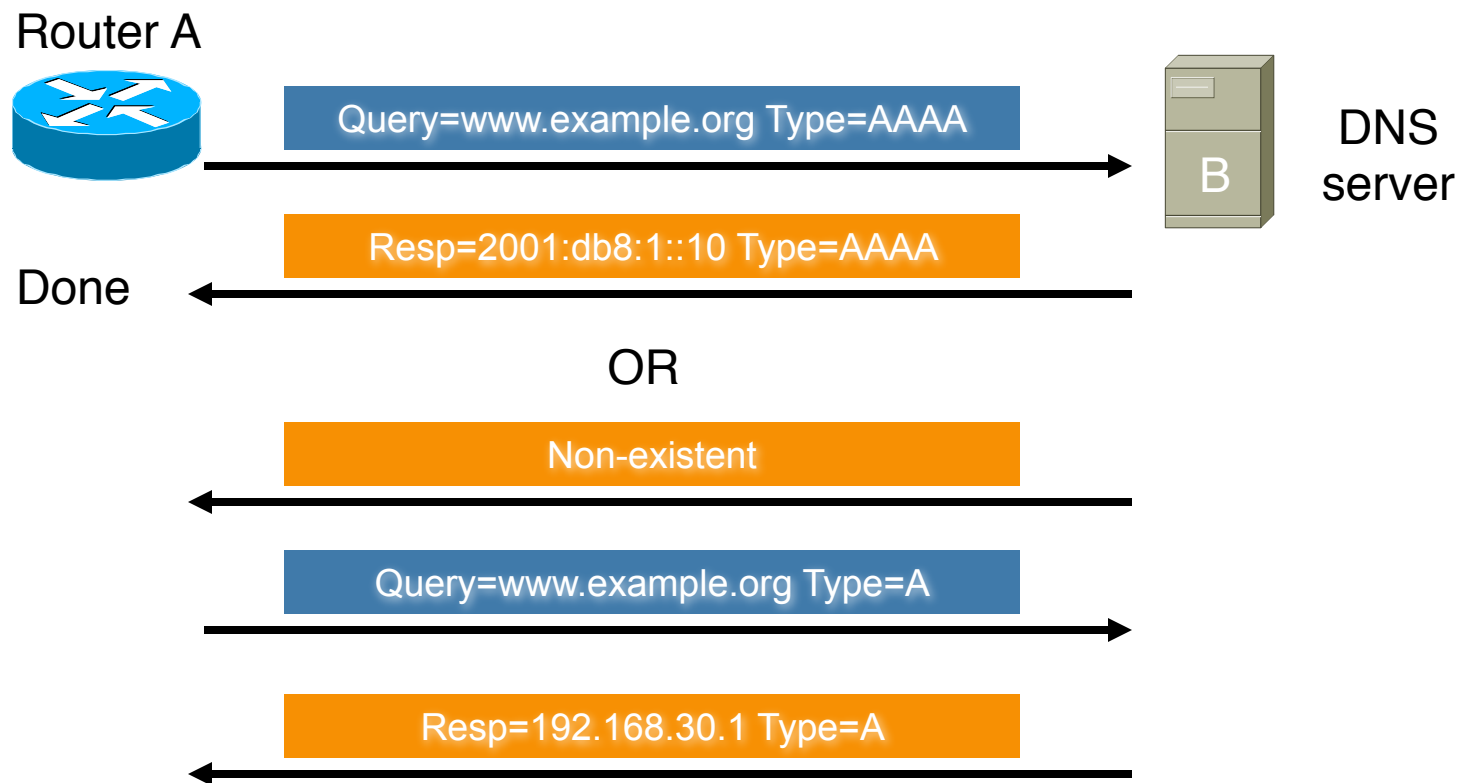 Router A
Query=www.example.org Type=AAAA
B
DNS
server
Resp=2001:db8:1::10 Type=AAAA
Done
OR
Non-existent
Query=www.example.org Type=A
Resp=192.168.30.1 Type=A